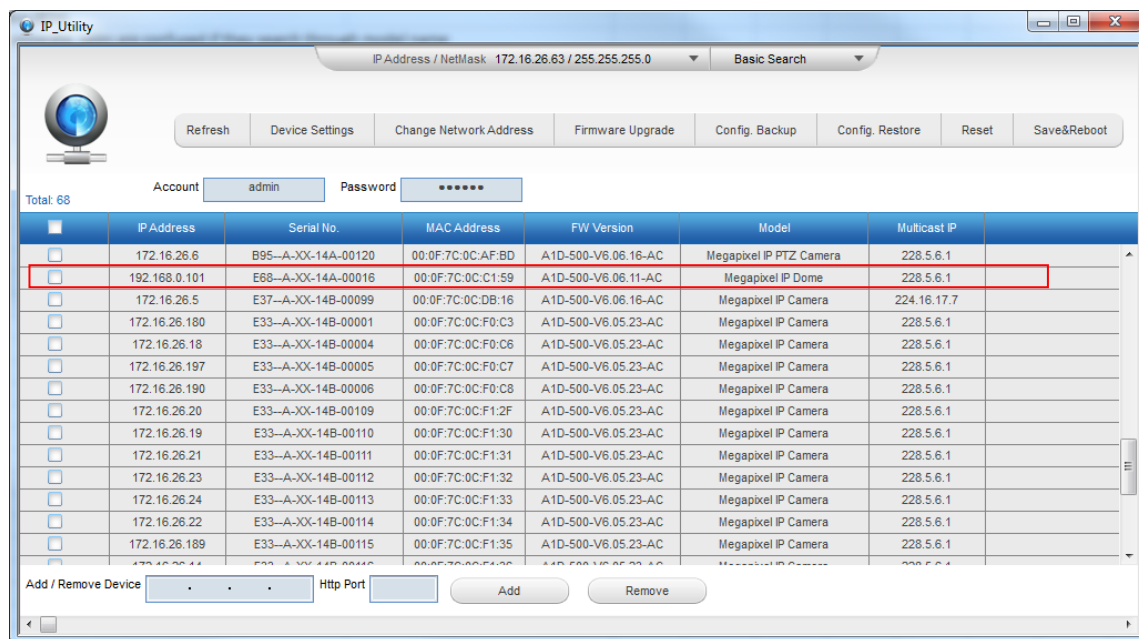 IP_Utility
IP Address / NetMask 172.16.26.63 / 255.255.255.0 Basic Search
Refresh Device Settings Change Network Address Firmware Upgrade Config. Backup Config. Restore Reset Save&Reboot
Account admin Password ••••••
Total: 68
IP Address Serial No. MAC Address FW Version Model Multicast IP
172.16.26.6 B95--A-XX-14A-00120 00:0F:7C:0C:AF:BD A1D-500-V6.06.16-AC Megapixel IP PTZ Camera 228.5.6.1
192.168.0.101 E68--A-XX-14A-00016 00:0F:7C:0C:C1:59 A1D-500-V6.06.11-AC Megapixel IP Dome 228.5.6.1
172.16.26.5 E37--A-XX-14B-00099 00:0F:7C:0C:DB:16 A1D-500-V6.06.16-AC Megapixel IP Camera 224.16.17.7
172.16.26.180 E33--A-XX-14B-00001 00:0F:7C:0C:F0:C3 A1D-500-V6.05.23-AC Megapixel IP Camera 228.5.6.1
172.16.26.18 E33--A-XX-14B-00004 00:0F:7C:0C:F0:C6 A1D-500-V6.05.23-AC Megapixel IP Camera 228.5.6.1
172.16.26.197 E33--A-XX-14B-00005 00:0F:7C:0C:F0:C7 A1D-500-V6.05.23-AC Megapixel IP Camera 228.5.6.1
172.16.26.190 E33--A-XX-14B-00006 00:0F:7C:0C:F0:C8 A1D-500-V6.05.23-AC Megapixel IP Camera 228.5.6.1
172.16.26.20 E33--A-XX-14B-00109 00:0F:7C:0C:F1:2F A1D-500-V6.05.23-AC Megapixel IP Camera 228.5.6.1
172.16.26.19 E33--A-XX-14B-00110 00:0F:7C:0C:F1:30 A1D-500-V6.05.23-AC Megapixel IP Camera 228.5.6.1
172.16.26.21 E33--A-XX-14B-00111 00:0F:7C:0C:F1:31 A1D-500-V6.05.23-AC Megapixel IP Camera 228.5.6.1
172.16.26.23 E33--A-XX-14B-00112 00:0F:7C:0C:F1:32 A1D-500-V6.05.23-AC Megapixel IP Camera 228.5.6.1
172.16.26.24 E33--A-XX-14B-00113 00:0F:7C:0C:F1:33 A1D-500-V6.05.23-AC Megapixel IP Camera 228.5.6.1
172.16.26.22 E33--A-XX-14B-00114 00:0F:7C:0C:F1:34 A1D-500-V6.05.23-AC Megapixel IP Camera 228.5.6.1
172.16.26.189 E33--A-XX-14B-00115 00:0F:7C:0C:F1:35 A1D-500-V6.05.23-AC Megapixel IP Camera 228.5.6.1
Add / Remove Device . . . Http Port Add Remove